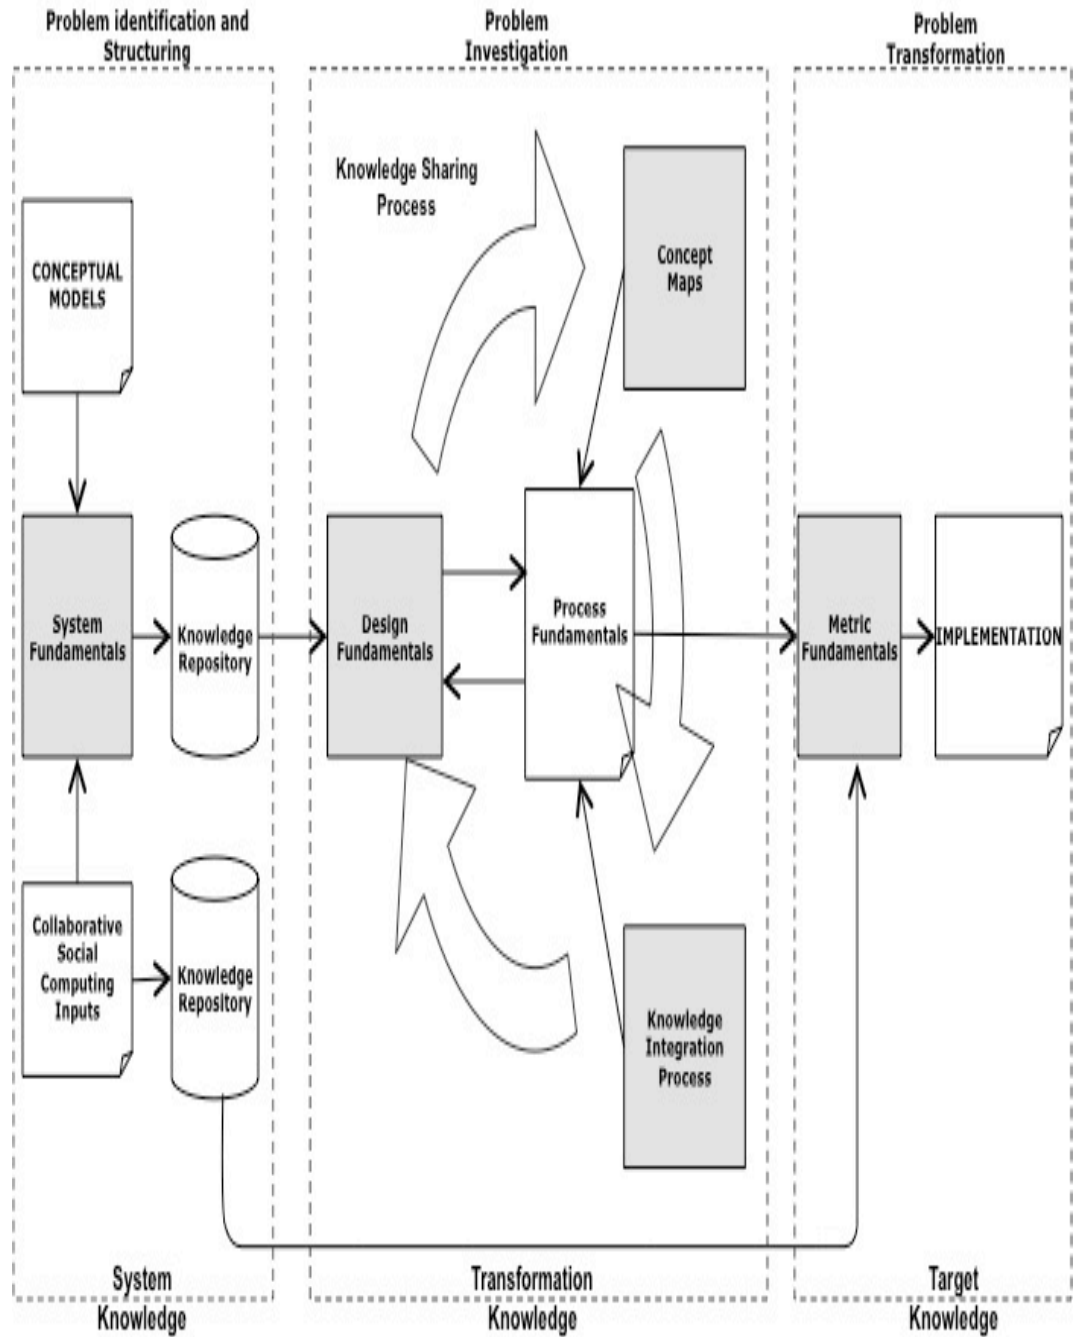 Problem identification and
Structuring
Problem
Investigation
Problem
Transformation
Knowledge Sharing
Process
Concept
Maps
CONCEPTUAL
MODELS
System
Fundamentals
Knowledge
Repository
Design
Fundamentals
Process
Fundamentals
Metric
Fundamentals
IMPLEMENTATION
Collaborative
Social
Computing
Inputs
Knowledge
Repository
Knowledge
Integration
Process
System
Knowledge
Transformation
Knowledge
Target
Knowledge